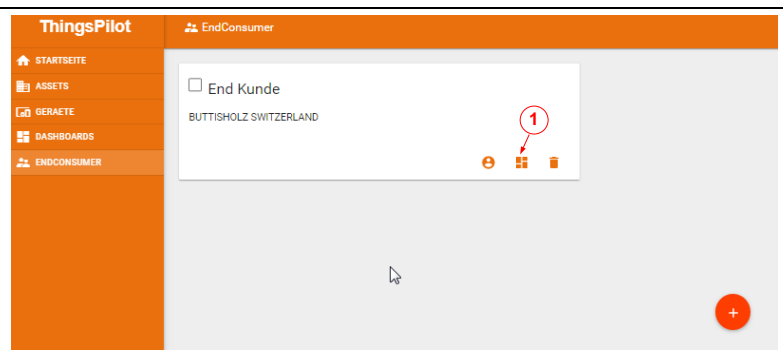 ThingsPilot
EndConsumer
STARTSEITE
ASSETS
GERAETE
DASHBOARDS
ENDCONSUMER
End Kunde
BUTTISHOLZ SWITZERLAND
1
+